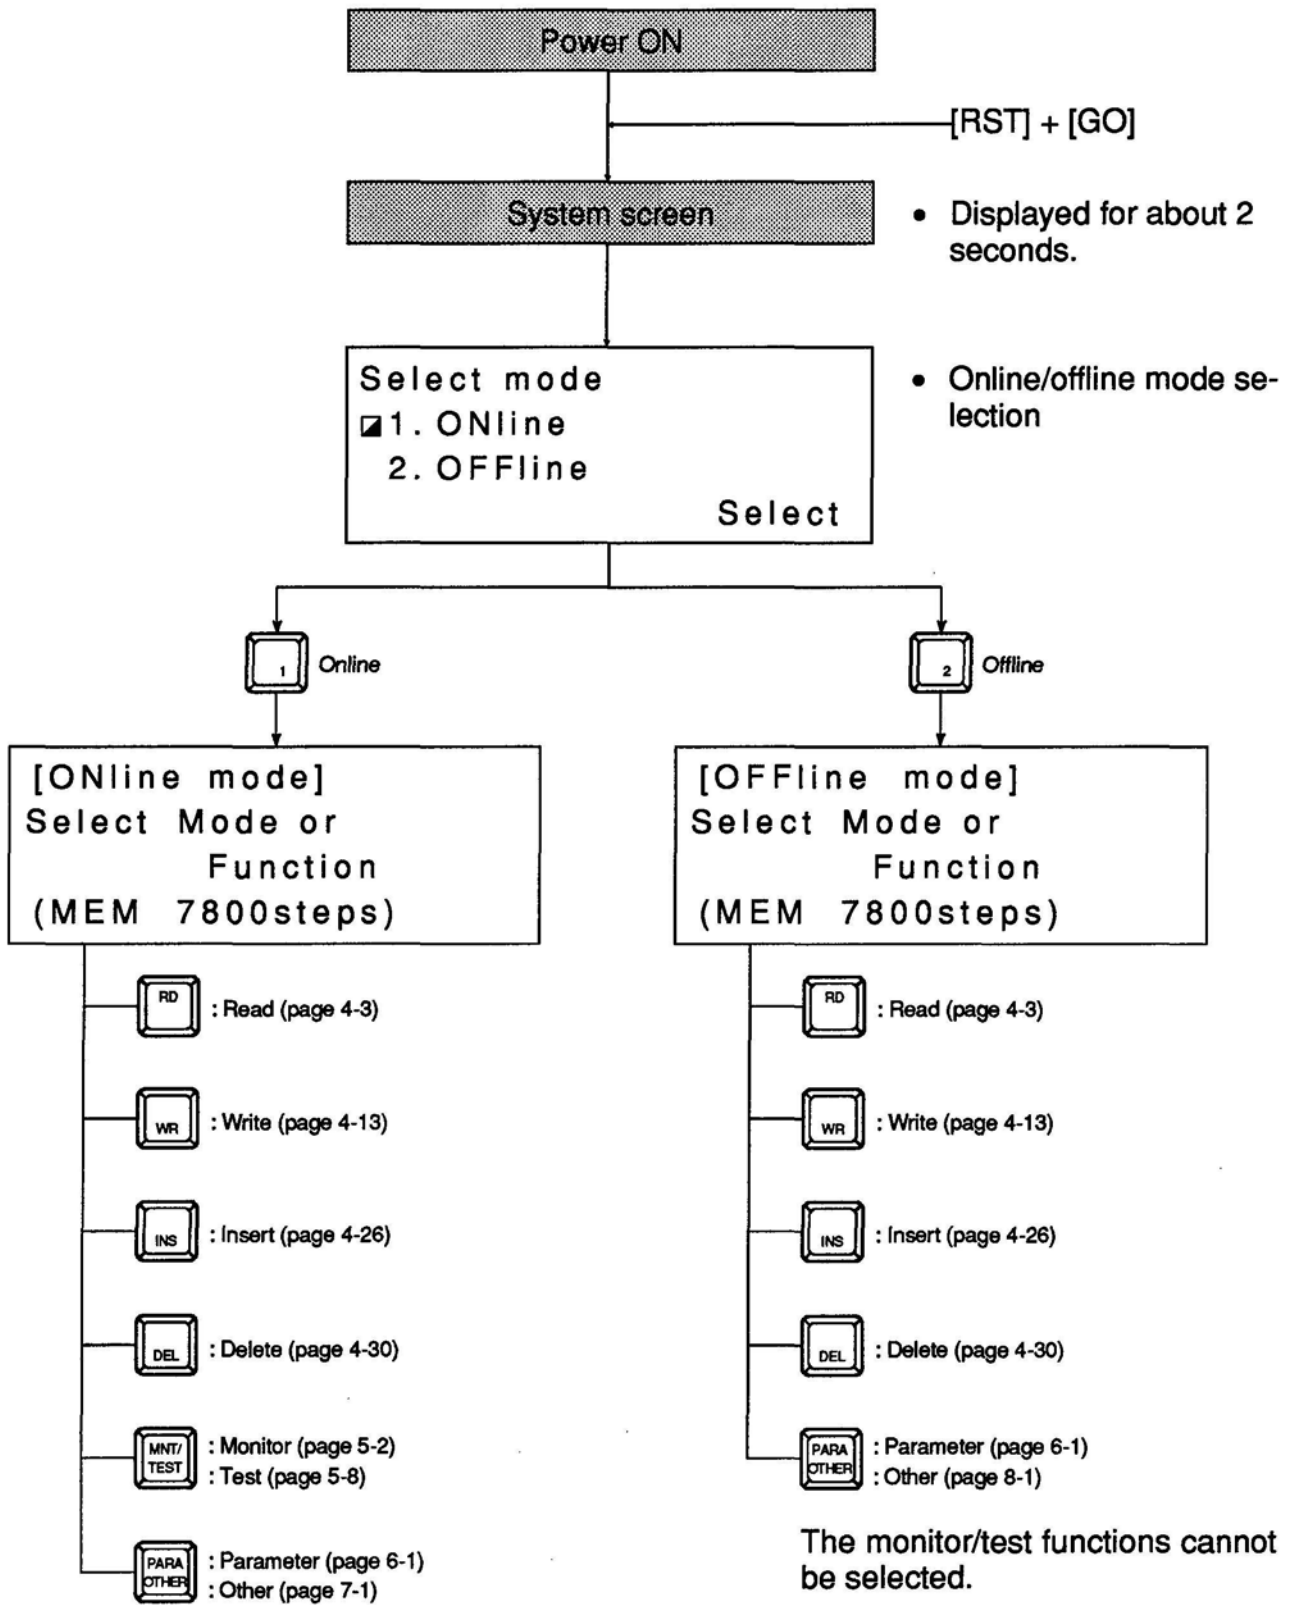 Power ON
[RST] + [GO]
System screen
• Displayed for about 2
seconds.
Select mode
1. ONline
2. OFFline
Select
• Online/offline mode se-
lection
1 Online
2 Offline
[ONline mode]
Select Mode or
Function
(MEM 7800steps)
[OFFline mode]
Select Mode or
Function
(MEM 7800steps)
RD : Read (page 4-3)
WR : Write (page 4-13)
INS : Insert (page 4-26)
DEL : Delete (page 4-30)
MNT/ : Monitor (page 5-2)
TEST : Test (page 5-8)
PARA : Parameter (page 6-1)
OTHER : Other (page 7-1)
RD : Read (page 4-3)
WR : Write (page 4-13)
INS : Insert (page 4-26)
DEL : Delete (page 4-30)
PARA : Parameter (page 6-1)
OTHER : Other (page 8-1)
The monitor/test functions cannot
be selected.